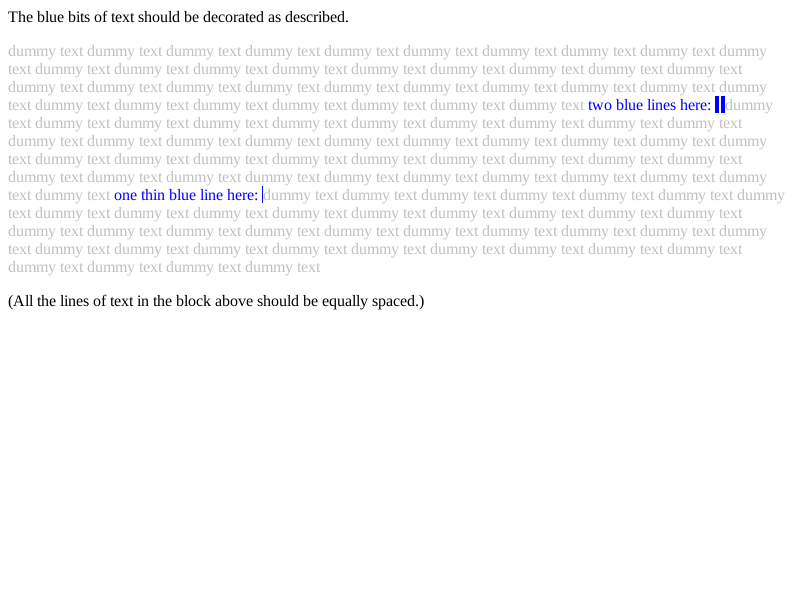 The blue bits of text should be decorated as described.
dummy text dummy text dummy text dummy text dummy text dummy text dummy text dummy text dummy text dummy
text dummy text dummy text dummy text dummy text dummy text dummy text dummy text dummy text dummy text
dummy text dummy text dummy text dummy text dummy text dummy text dummy text dummy text dummy text dummy
text dummy text dummy text dummy text dummy text dummy text dummy text dummy text two blue lines here: dummy
text dummy text dummy text dummy text dummy text dummy text dummy text dummy text dummy text dummy text
dummy text dummy text dummy text dummy text dummy text dummy text dummy text dummy text dummy text dummy
text dummy text dummy text dummy text dummy text dummy text dummy text dummy text dummy text dummy text
dummy text dummy text dummy text dummy text dummy text dummy text dummy text dummy text dummy text dummy
text dummy text one thin blue line here: dummy text dummy text dummy text dummy text dummy text dummy text dummy
text dummy text dummy text dummy text dummy text dummy text dummy text dummy text dummy text dummy text
dummy text dummy text dummy text dummy text dummy text dummy text dummy text dummy text dummy text dummy
text dummy text dummy text dummy text dummy text dummy text dummy text dummy text dummy text dummy text
dummy text dummy text dummy text dummy text
(All the lines of text in the block above should be equally spaced.)